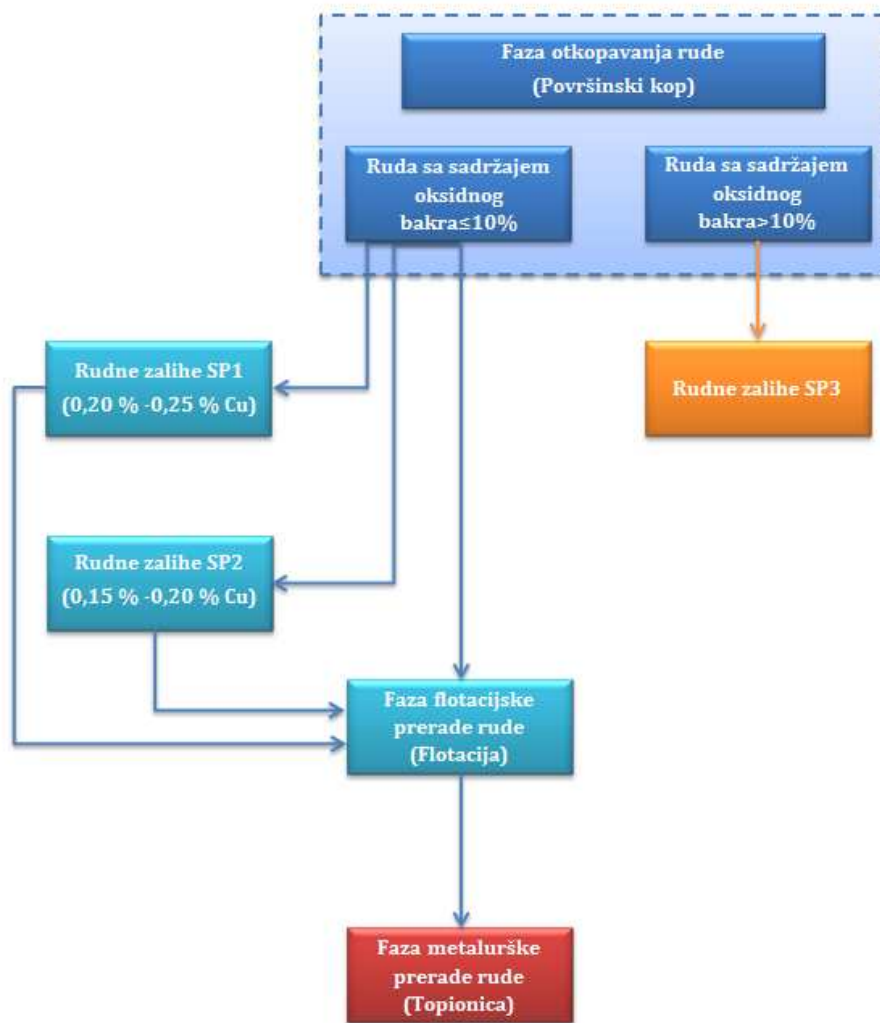 Faza otkopavanja rude
(Površinski kop)
Ruda sa sadržajem
oksidnog
bakra≤10%
Ruda sa sadržajem
oksidnog
bakra>10%
Rudne zalihe SP1
(0,20 % -0,25 % Cu)
Rudne zalihe SP3
Rudne zalihe SP2
(0,15 % -0,20 % Cu)
Faza flotacijske
prerade rude
(Flotacija)
Faza metalurške
prerade rude
(Topionica)